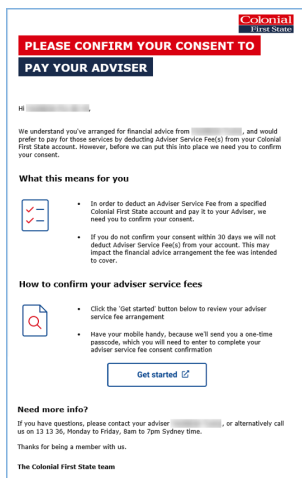 Colonial
First State
PLEASE CONFIRM YOUR CONSENT TO
PAY YOUR ADVISER
Hi ,
We understand you've arranged for financial advice from , and would
prefer to pay for those services by deducting Adviser Service Fee(s) from your Colonial
First State account. However, before we can put this into place we need you to confirm
your consent.
What this means for you
• In order to deduct an Adviser Service Fee from a specified
Colonial First State account and pay it to your Adviser, we
need you to confirm your consent.
• If you do not confirm your consent within 30 days we will not
deduct Adviser Service Fee(s) from your account. This may
impact the financial advice arrangement the fee was intended
to cover.
How to confirm your adviser service fees
• Click the 'Get started' button below to review your adviser
service fee arrangement
• Have your mobile handy, because we'll send you a one-time
passcode, which you will need to enter to complete your
adviser service fee consent confirmation
Get started
Need more info?
If you have questions, please contact your adviser , or alternatively call
us on 13 13 36, Monday to Friday, 8am to 7pm Sydney time.
Thanks for being a member with us.
The Colonial First State team